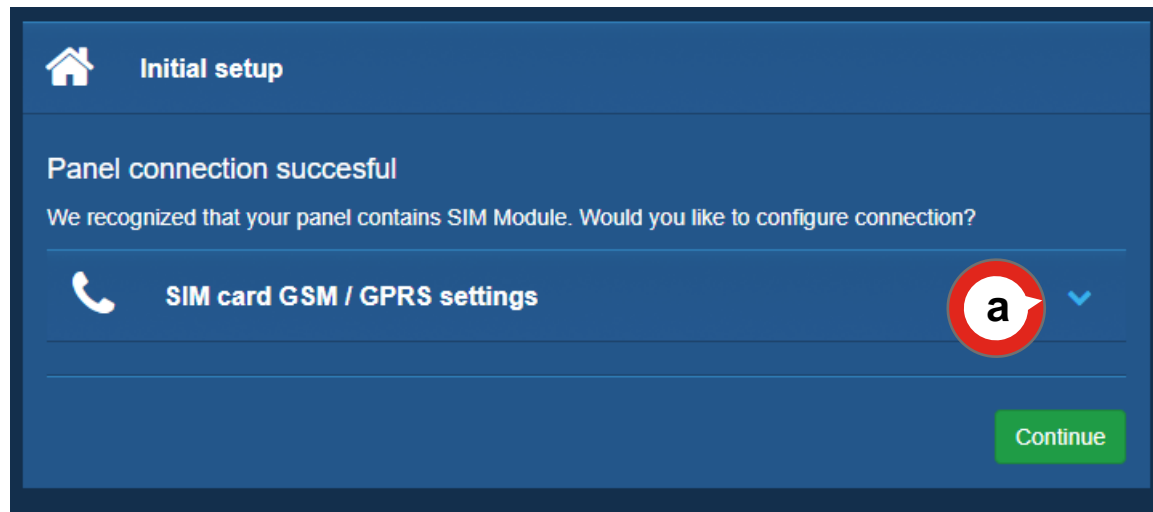 Initial setup
Panel connection succesful
We recognized that your panel contains SIM Module. Would you like to configure connection?
SIM card GSM / GPRS settings
a
Continue